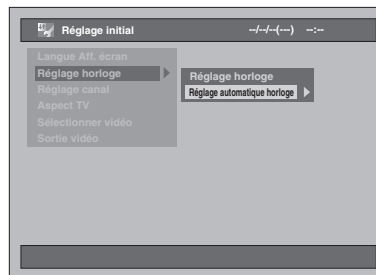 Réglage initial --/--/--(---) --:--
Langue Aff. écran
Réglage horloge
Réglage canal
Aspect TV
Sélectionner vidéo
Sortie vidéo
Réglage horloge
Réglage automatique horloge